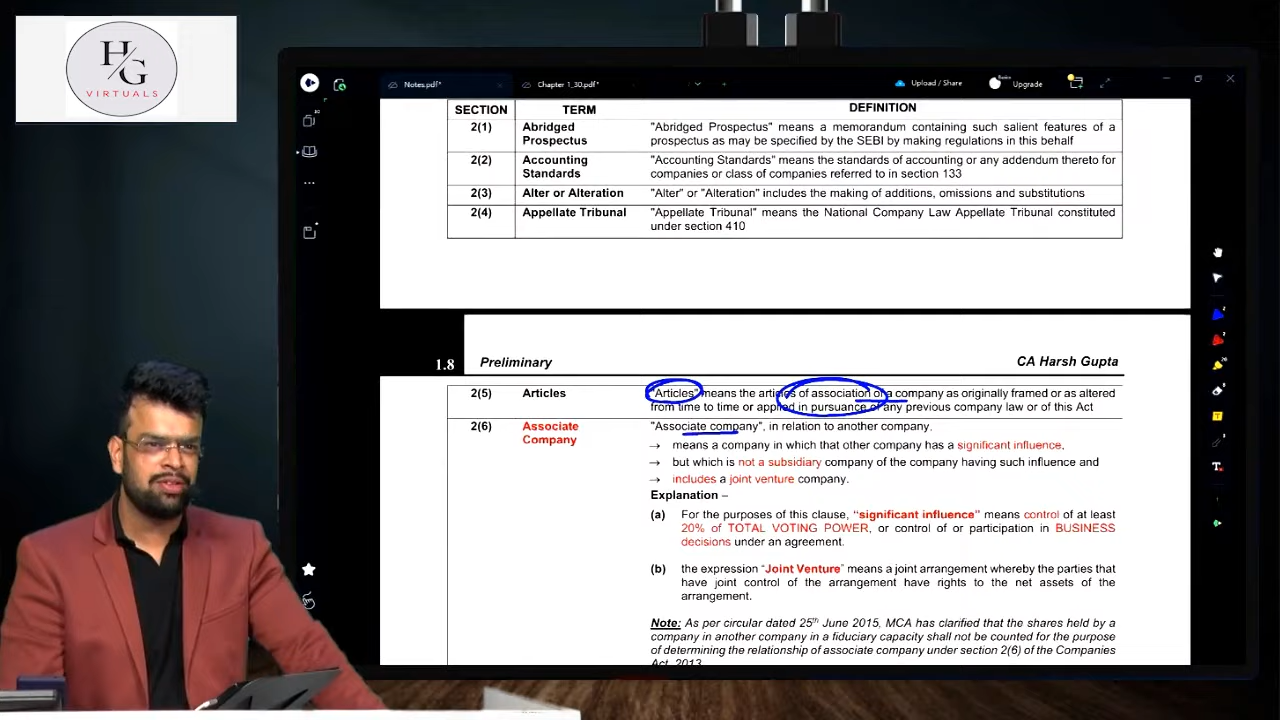 H/G
VIRTUALS
Notes.pdf*
Chapter 1_30.pdf*
Upload / Share
Upgrade
SECTION TERM DEFINITION
2(1) Abridged "Abridged Prospectus" means a memorandum containing such salient features of a
Prospectus prospectus as may be specified by the SEBI by making regulations in this behalf
2(2) Accounting "Accounting Standards" means the standards of accounting or any addendum thereto for
Standards companies or class of companies referred to in section 133
2(3) Alter or Alteration "Alter" or "Alteration" includes the making of additions, omissions and substitutions
2(4) Appellate Tribunal "Appellate Tribunal" means the National Company Law Appellate Tribunal constituted
under section 410
1.8 Preliminary CA Harsh Gupta
2(5) Articles "Articles" means the articles of association of a company as originally framed or as altered
from time to time or applied in pursuance of any previous company law or of this Act
2(6) Associate "Associate company", in relation to another company.
Company
→ means a company in which that other company has a significant influence,
→ but which is not a subsidiary company of the company having such influence and
→ includes a joint venture company.
Explanation –
(a) For the purposes of this clause, "significant influence" means control of at least
20% of TOTAL VOTING POWER, or control of or participation in BUSINESS
decisions under an agreement.
(b) the expression "Joint Venture" means a joint arrangement whereby the parties that
have joint control of the arrangement have rights to the net assets of the
arrangement.
Note: As per circular dated 25th June 2015, MCA has clarified that the shares held by a
company in another company in a fiduciary capacity shall not be counted for the purpose
of determining the relationship of associate company under section 2(6) of the Companies
Act, 2013